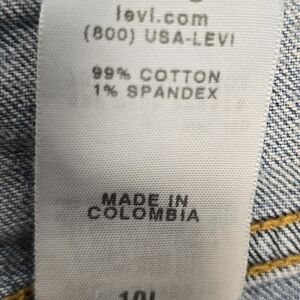 levi.com
(800) USA-LEVI
99% COTTON
1% SPANDEX
MADE IN
COLOMBIA